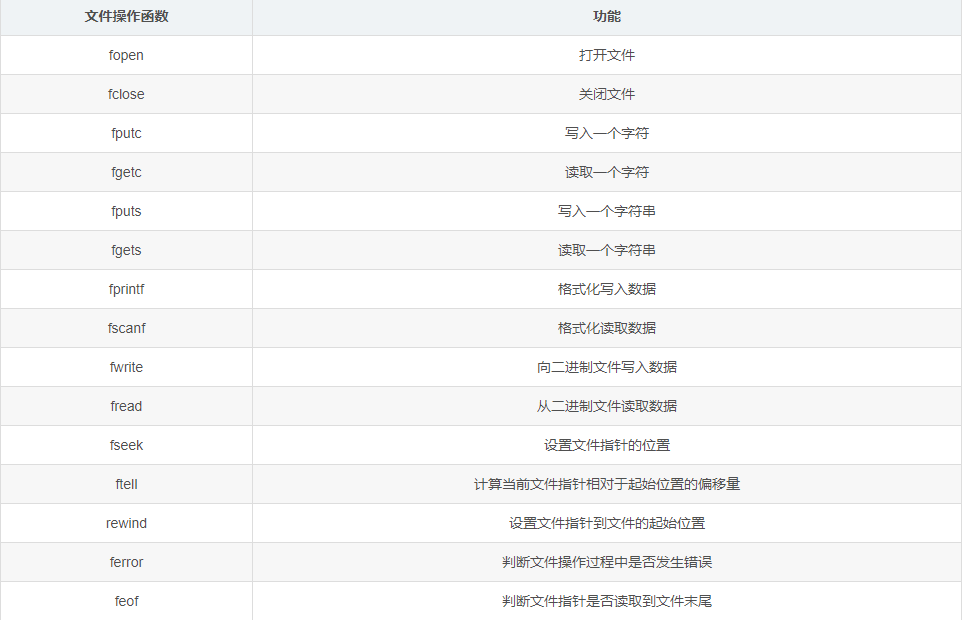 文件操作函数 功能
fopen 打开文件
fclose 关闭文件
fputc 写入一个字符
fgetc 读取一个字符
fputs 写入一个字符串
fgets 读取一个字符串
fprintf 格式化写入数据
fscanf 格式化读取数据
fwrite 向二进制文件写入数据
fread 从二进制文件读取数据
fseek 设置文件指针的位置
ftell 计算当前文件指针相对于起始位置的偏移量
rewind 设置文件指针到文件的起始位置
ferror 判断文件操作过程中是否发生错误
feof 判断文件指针是否读取到文件末尾